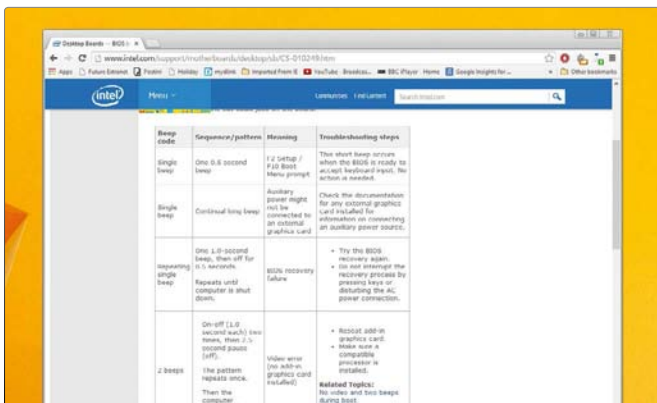 Desktop Boards — BIOS b
www.intel.com/support/motherboards/desktop/sb/CS-010249.htm
Apps Future Extranet Festini Holiday mysilink Imported From IE YouTube - Broadcas... BBC iPlayer - Home Google Insights for ... Other bookmarks
intel Menu Communities Find Content Search Intel.com
Beep code Sequence/pattern Meaning Troubleshooting steps
Single beep
One 0.6 second beep
F2 Setup / F10 Boot Menu prompt
This short beep occurs
when the BIOS is ready to
accept keyboard input. No
action is needed.
Single beep
Continual long beep
Auxiliary
power might
not be
connected to
an external
graphics card
Check the documentation
for any external graphics
card installed for
information on connecting
an auxiliary power source.
Repeating
single
beep
One 1.0-second
beep, then off for
0.5 seconds.
Repeats until
computer is shut
down.
BIOS recovery
failure
• Try the BIOS
recovery again.
• Do not interrupt the
recovery process by
pressing keys or
disturbing the AC
power connection.
2 beeps
On-off (1.0
second each) two
times, then 2.5
second pause
(off).
The pattern
repeats once.
Then the
computer
Video error
(no add-in
graphics card
installed)
• Reseat add-in
graphics card.
• Make sure a
compatible
processor is
installed.
Related Topics:
No video and two beeps
during boot